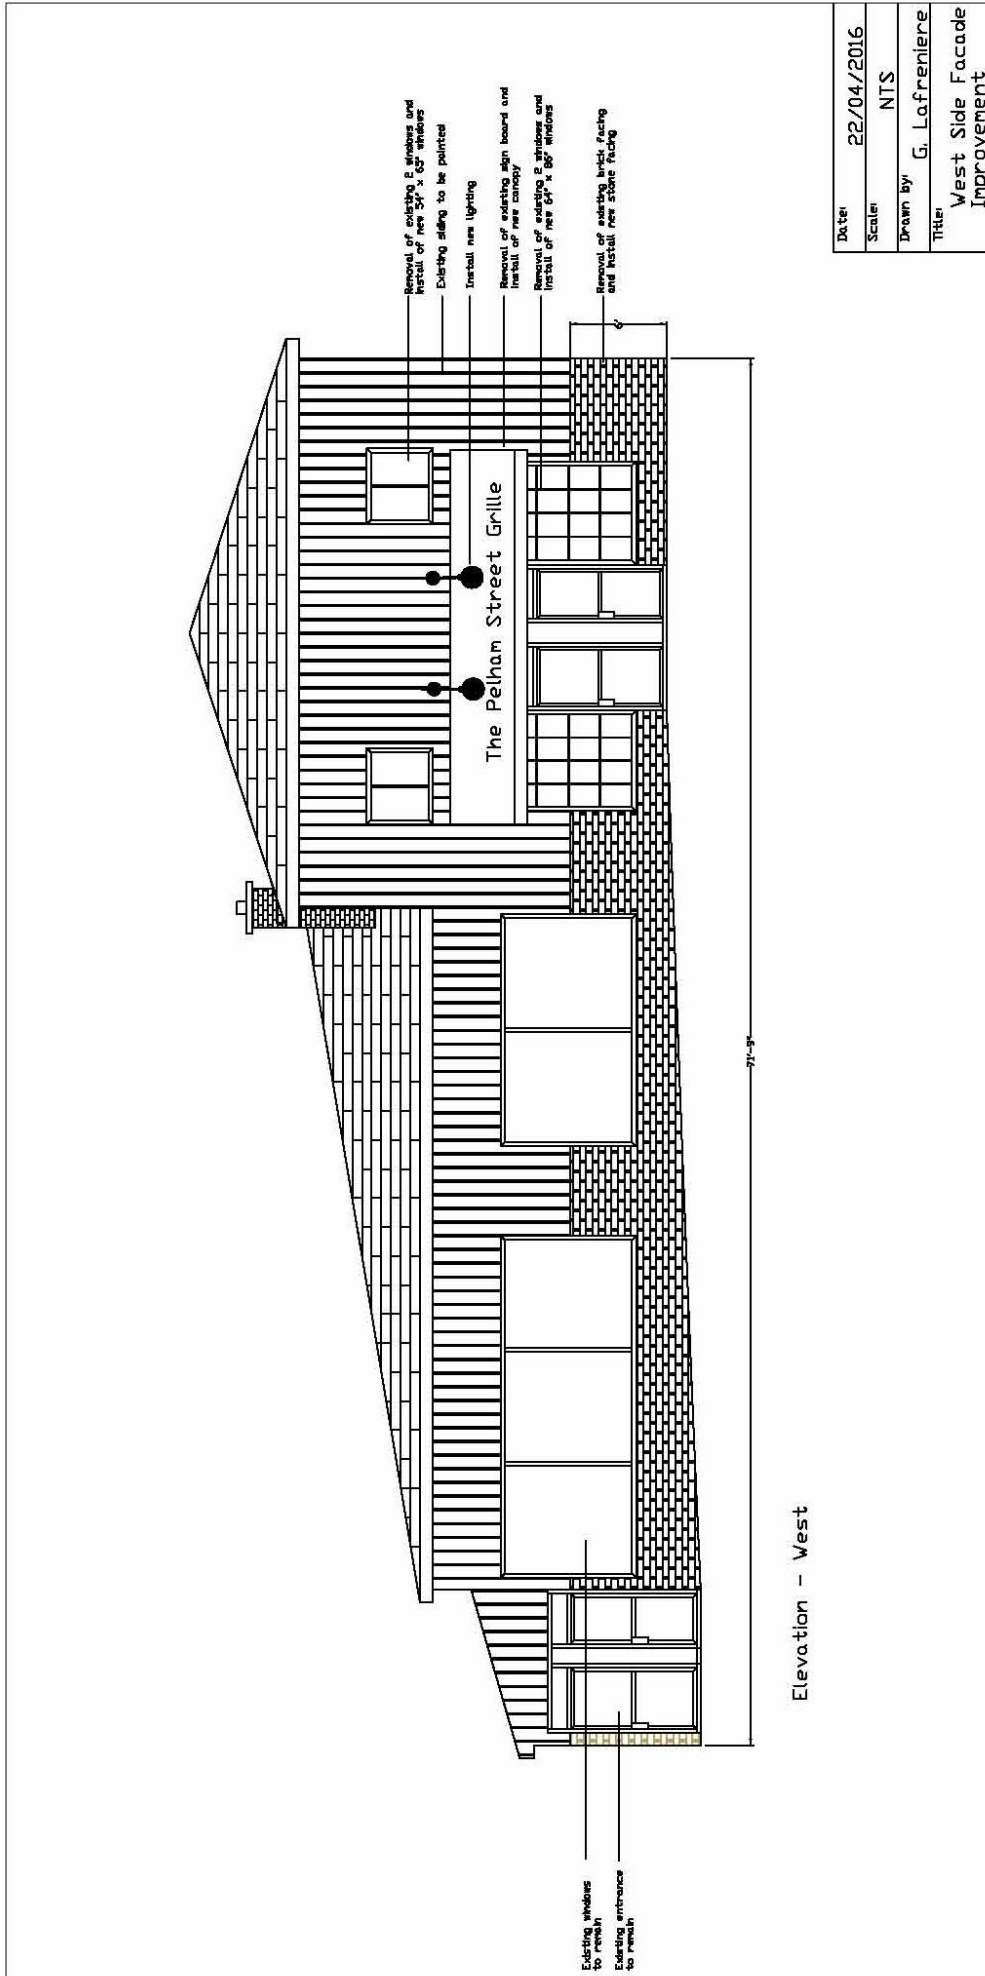 Removal of existing 2 windows and
install of new 54" x 65" windows
Existing siding to be painted
Install new lighting
Removal of existing sign board and
install of new canopy
Removal of existing 2 windows and
install of new 64" x 86" windows
Removal of existing brick facing
and install new stone facing
The Pelham Street Grille
6'
71'-9"
Existing windows
to remain
Existing entrance
to remain
Elevation - West
Date:
22/04/2016
Scale:
NTS
Drawn by:
G. Lafreniere
Title:
West Side Facade
Improvement